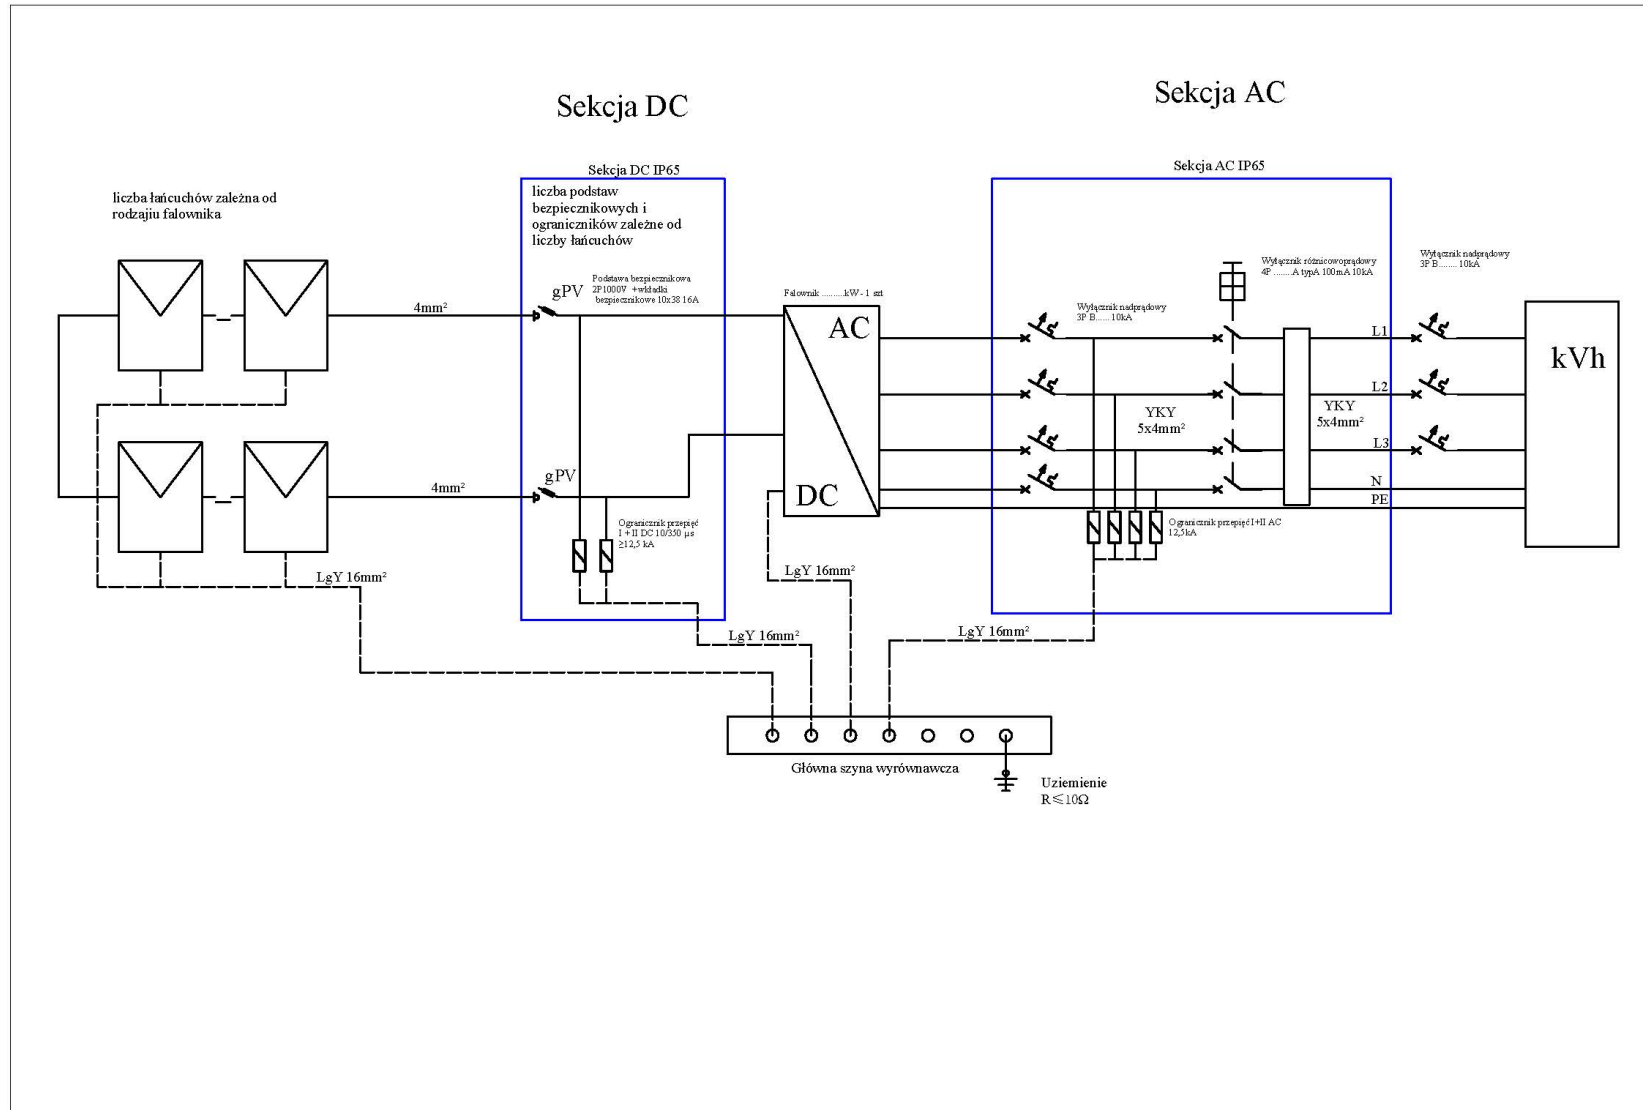 Sekcja DC
Sekcja AC
Sekcja DC IP65
Sekcja AC IP65
liczba łańcuchów zależna od
rodzajiu falownika
liczba podstaw
bezpiecznikowych i
ograniczników zależne od
liczby łańcuchów
gPV
Podstawa bezpiecznikowa
2P1000V +wkładki
bezpiecznikowe 10x38 16A
4mm²
Falownik ..........kW - 1 szt
AC
DC
Wyłącznik nadprądowy
3P B...... 10kA
Wyłącznik różnicowoprądowy
4P ........A typA 100mA 10kA
Wyłącznik nadprądowy
3P B........ 10kA
L1
L2
L3
N
PE
YKY
5x4mm²
YKY
5x4mm²
kVh
gPV
4mm²
Ogranicznik przepięć
I + II DC 10/350 µs
≥12,5 kA
Ogranicznik przepięć I+II AC
12,5kA
LgY 16mm²
LgY 16mm²
LgY 16mm²
LgY 16mm²
Główna szyna wyrównawcza
Uziemienie
R⩽10Ω